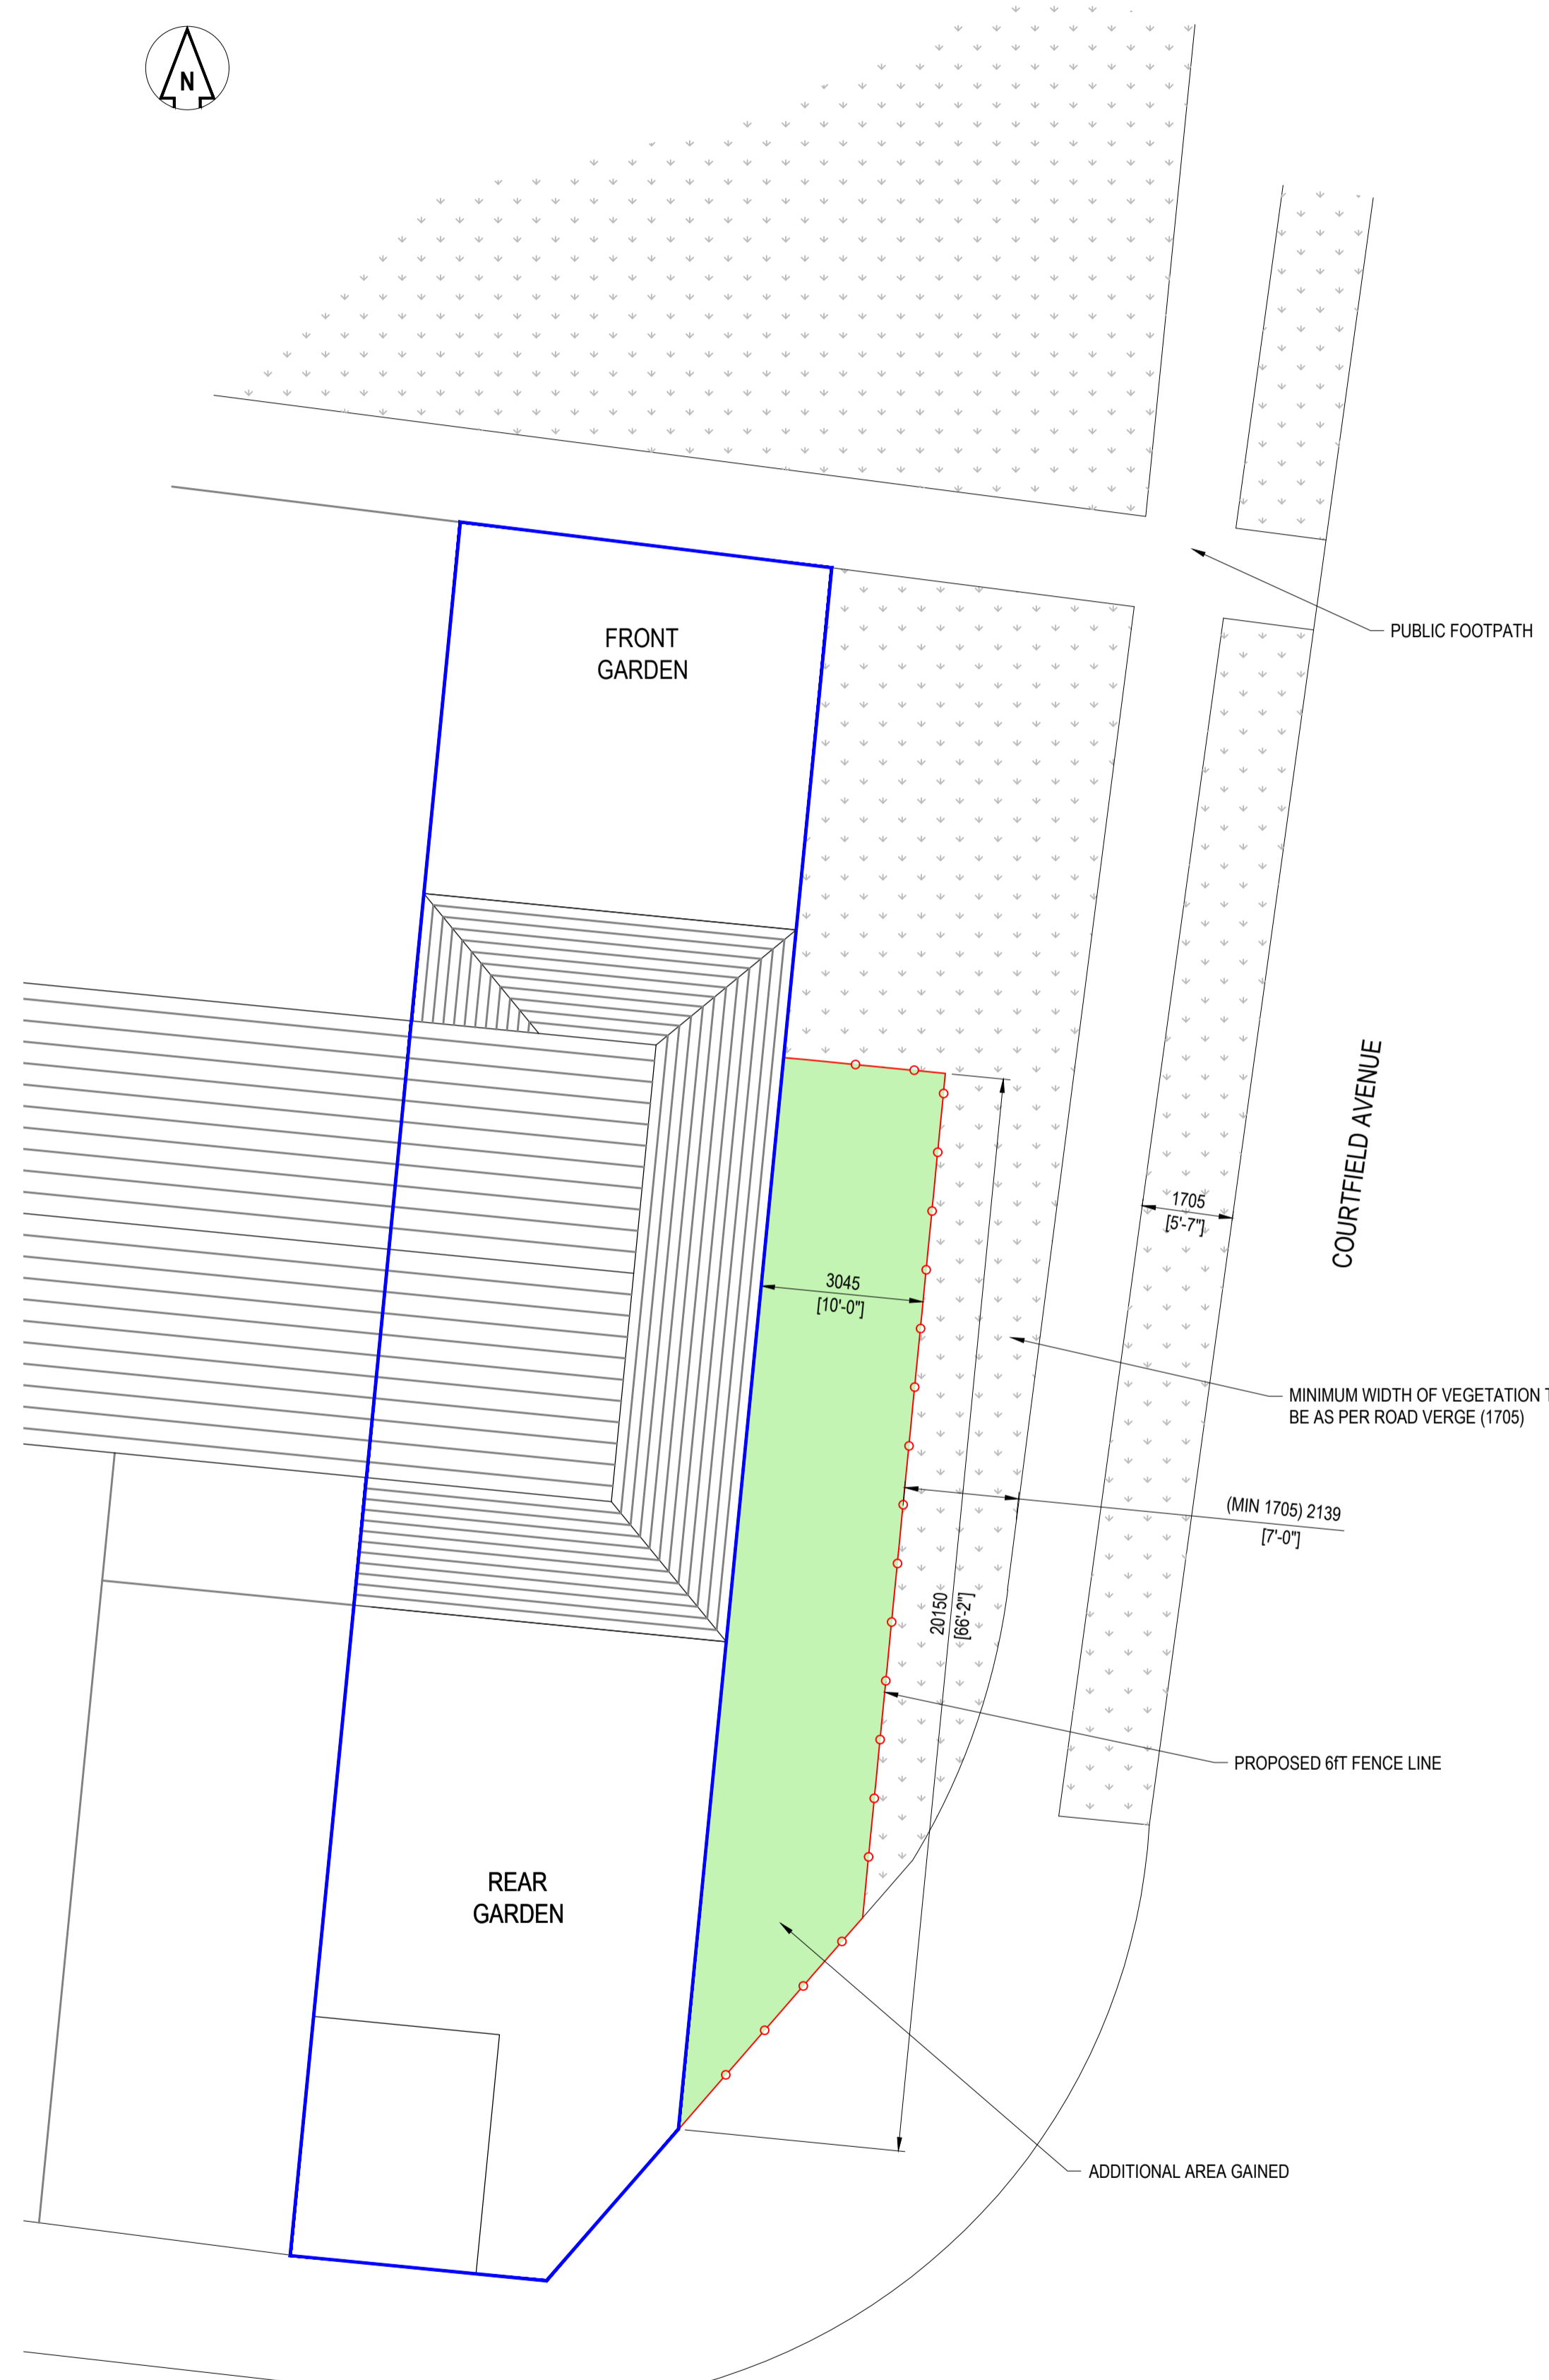 N
FRONT
GARDEN
PUBLIC FOOTPATH
COURTFIELD AVENUE
1705
[5'-7"]
3045
[10'-0"]
MINIMUM WIDTH OF VEGETATION T
BE AS PER ROAD VERGE (1705)
(MIN 1705) 2139
[7'-0"]
20150
[66'-2"]
PROPOSED 6fT FENCE LINE
REAR
GARDEN
ADDITIONAL AREA GAINED